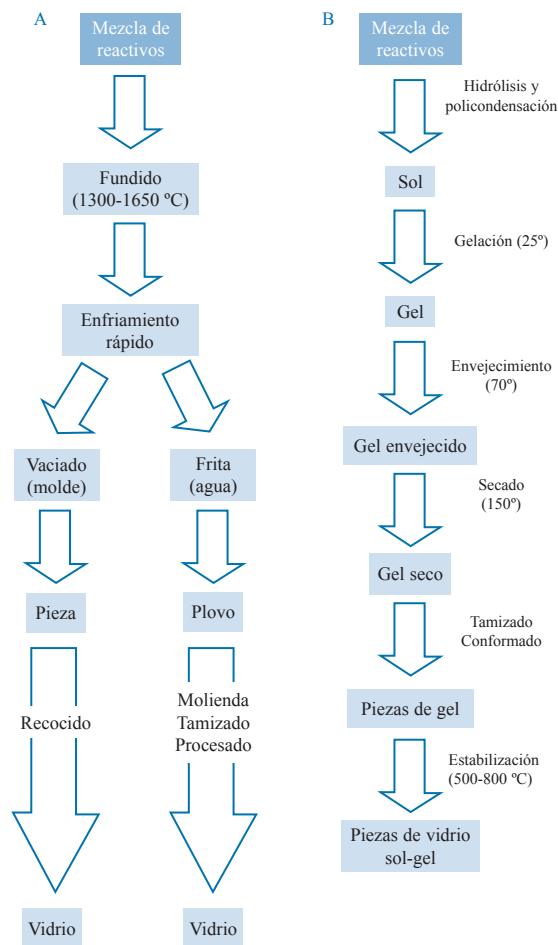 A
Mezcla de
reactivos
Fundido
(1300-1650 ºC)
Enfriamiento
rápido
Vaciado
(molde)
Frita
(agua)
Pieza
Plovo
Recocido
Molienda
Tamizado
Procesado
Vidrio
Vidrio
B
Mezcla de
reactivos
Hidrólisis y
policondensación
Sol
Gelación (25º)
Gel
Envejecimiento
(70º)
Gel envejecido
Secado
(150º)
Gel seco
Tamizado
Conformado
Piezas de gel
Estabilización
(500-800 ºC)
Piezas de vidrio
sol-gel